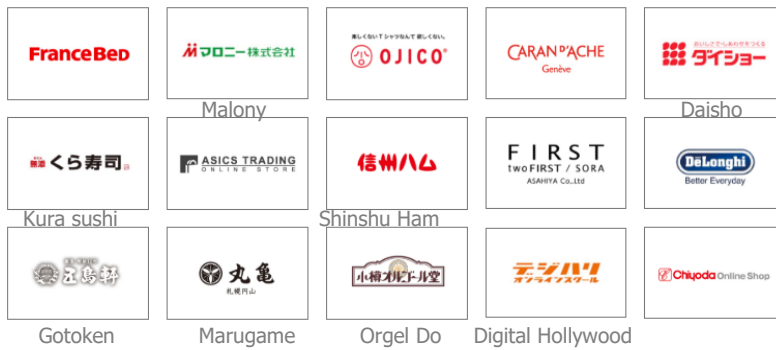 FRANCEBED
マロニー株式会社
楽しくないTシャツなんて欲しくない。
OJICO®
CARAN D'ACHE
Genève
おいしさで・しあわせをつくる
ダイショー
Malony
Daisho
無添 くら寿司
ASICS TRADING
ONLINE STORE
信州ハム
FIRST
twoFIRST / SORA
ASAHIYA Co.,Ltd
DeLonghi
Better Everyday
Kura sushi
Shinshu Ham
五島軒
丸亀
札幌円山
小樽オルゴール堂
デジハリ
オンラインスクール
Chiyoda Online Shop
Gotoken
Marugame
Orgel Do
Digital Hollywood